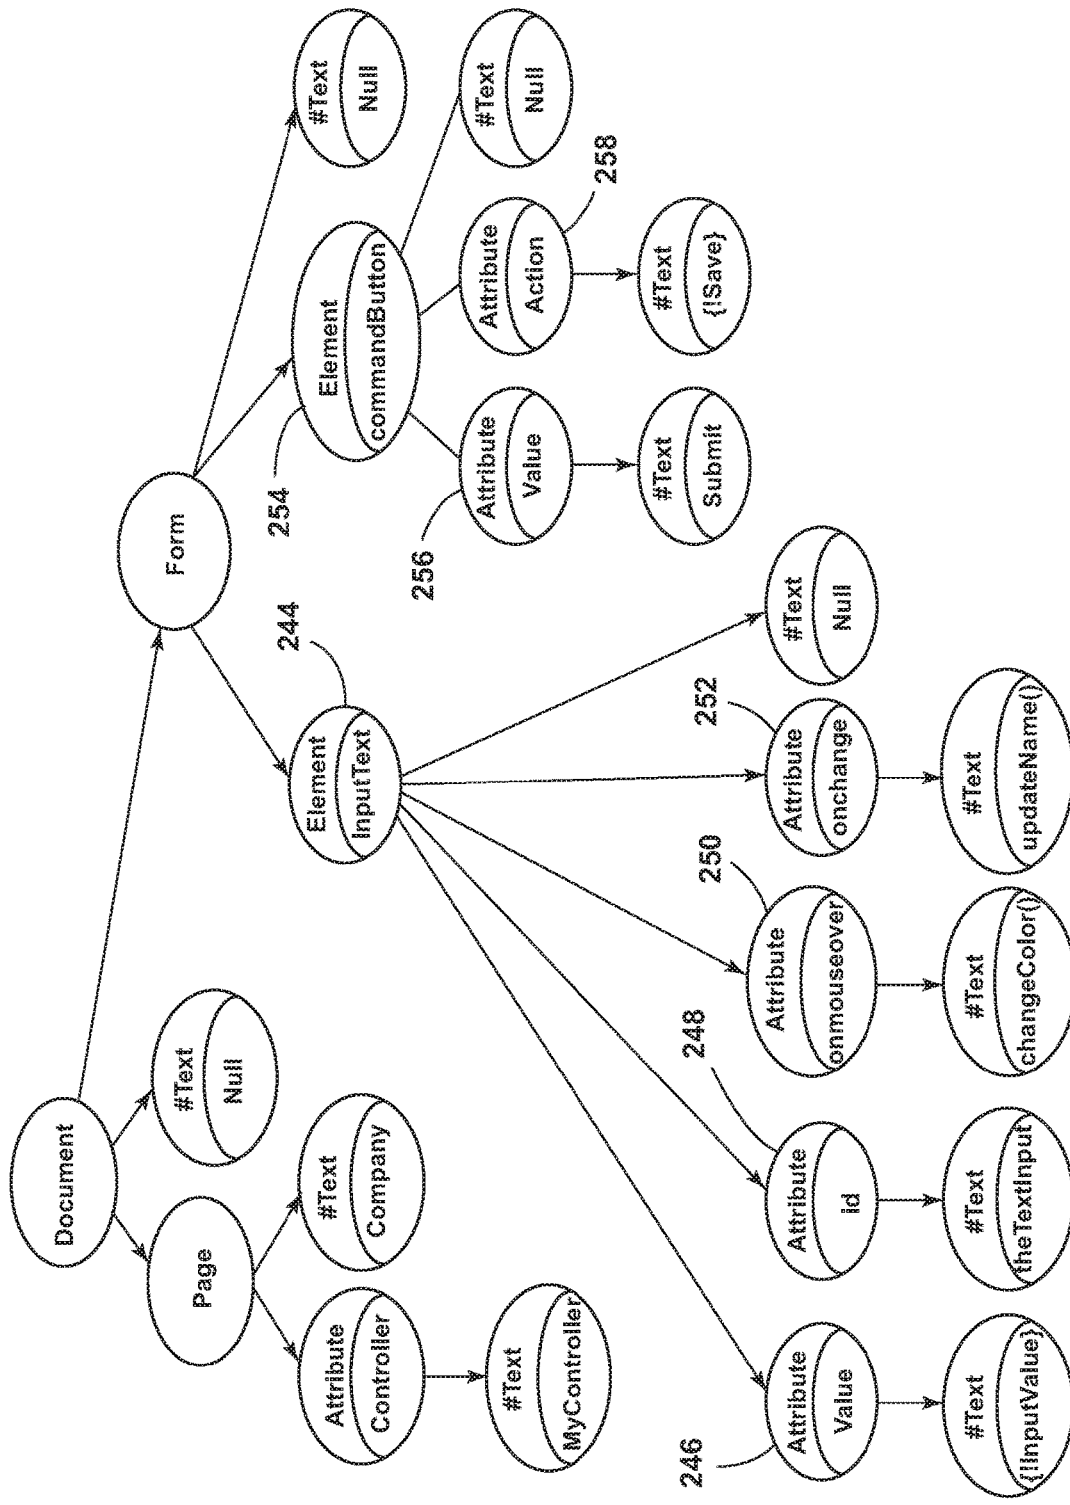 Document
Page
#Text
Null
Attribute
Controller
#Text
Company
#Text
MyController
Form
244
Element
InputText
254
Element
commandButton
#Text
Null
256
Attribute
Value
Attribute
Action
258
#Text
Null
#Text
Submit
#Text
{!Save}
246
Attribute
Value
248
Attribute
id
250
Attribute
onmouseover
252
Attribute
onchange
#Text
Null
#Text
{!InputValue}
#Text
theTextInput
#Text
changeColor()
#Text
updateName()